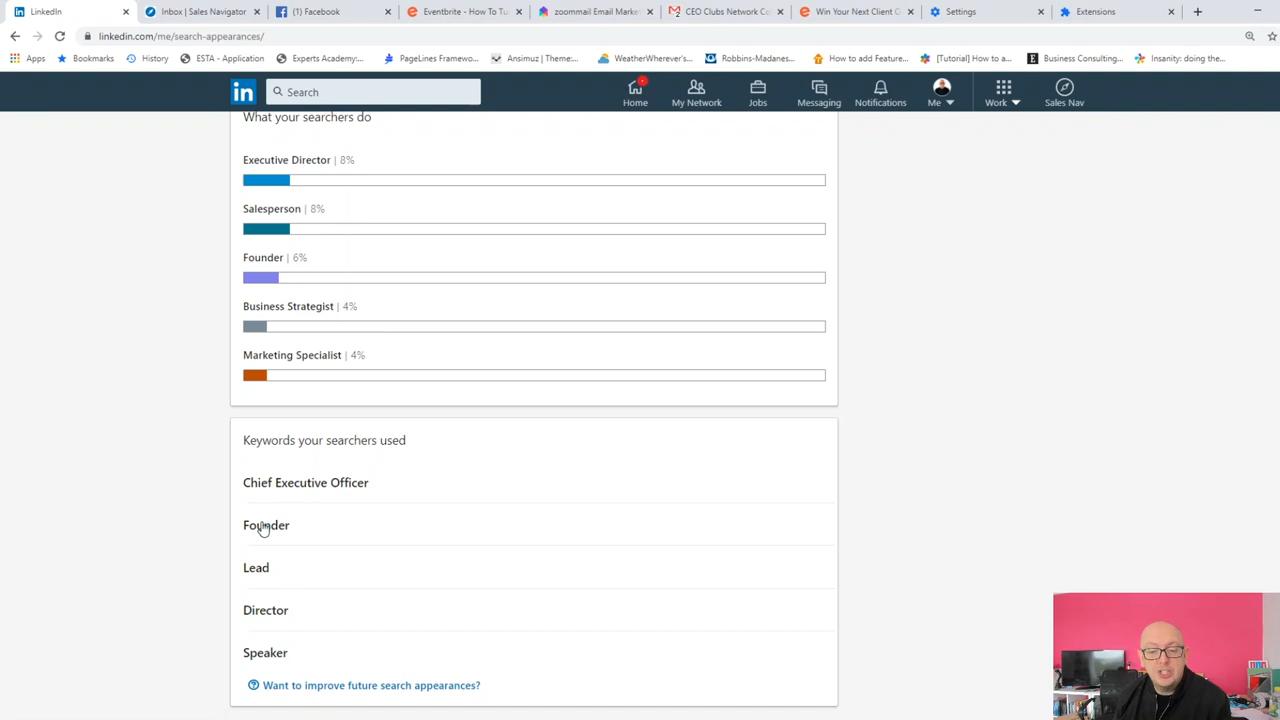 LinkedIn
Inbox | Sales Navigator
(1) Facebook
Eventbrite - How To Tu
zoommail Email Marke
CEO Clubs Network Co
Win Your Next Client O
Settings
Extensions
linkedin.com/me/search-appearances/
Apps
Bookmarks
History
ESTA - Application
Experts Academy:...
PageLines Framewo...
Ansimuz | Theme:...
WeatherWherever's...
Robbins-Madanes...
How to add Feature...
[Tutorial] How to a...
Business Consulting...
Insanity: doing the...
in
Search
Home
My Network
Jobs
Messaging
Notifications
Me
Work
Sales Nav
What your searchers do
Executive Director | 8%
Salesperson | 8%
Founder | 6%
Business Strategist | 4%
Marketing Specialist | 4%
Keywords your searchers used
Chief Executive Officer
Founder
Lead
Director
Speaker
Want to improve future search appearances?